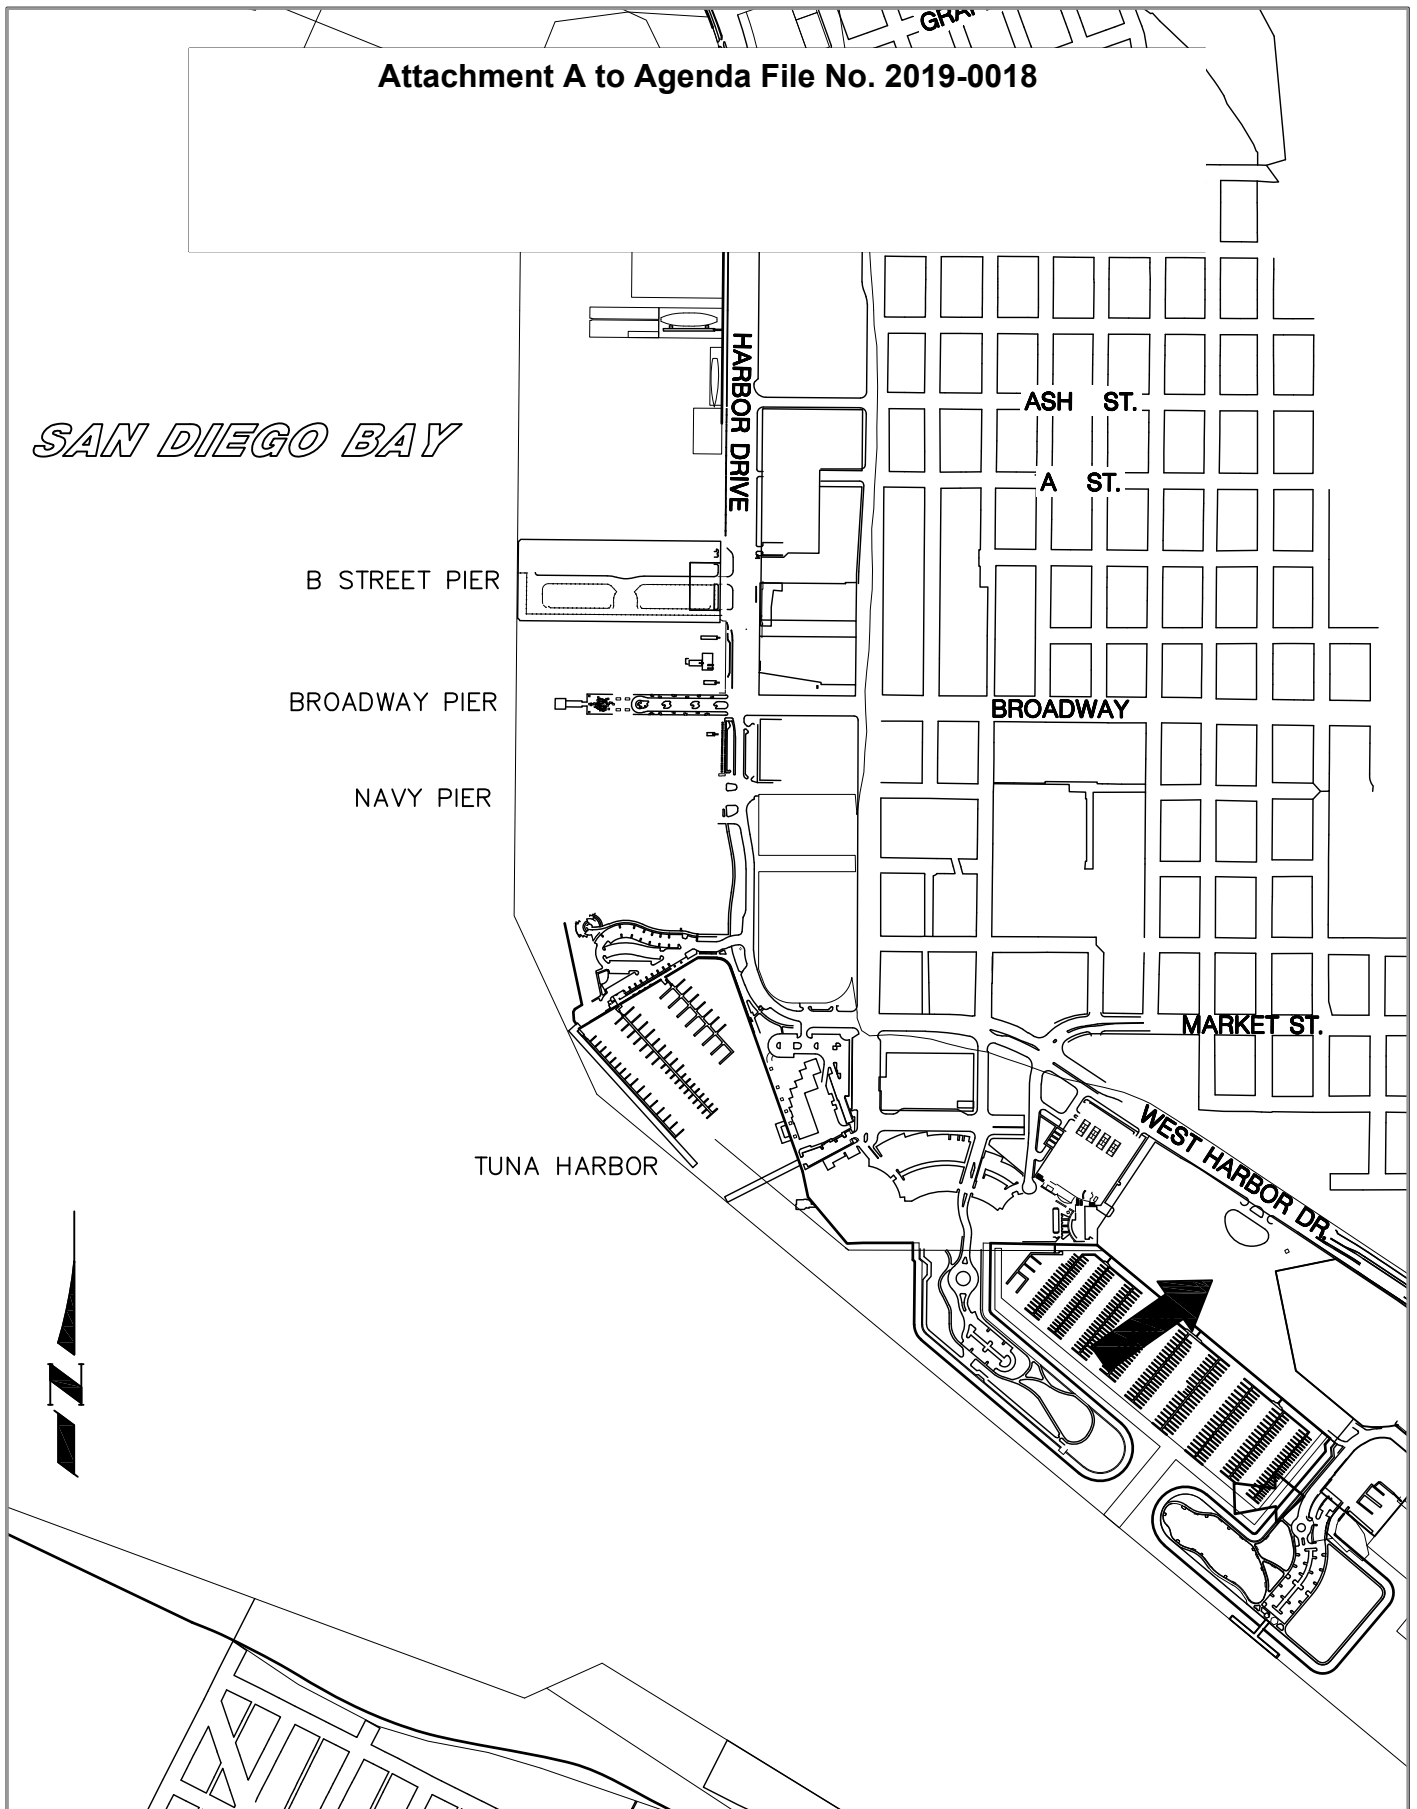 Attachment A to Agenda File No. 2019-0018
HARBOR DRIVE
ASH ST.
SAN DIEGO BAY
A ST.
B STREET PIER
BROADWAY PIER
BROADWAY
NAVY PIER
MARKET ST.
WEST HARBOR DR.
TUNA HARBOR
N